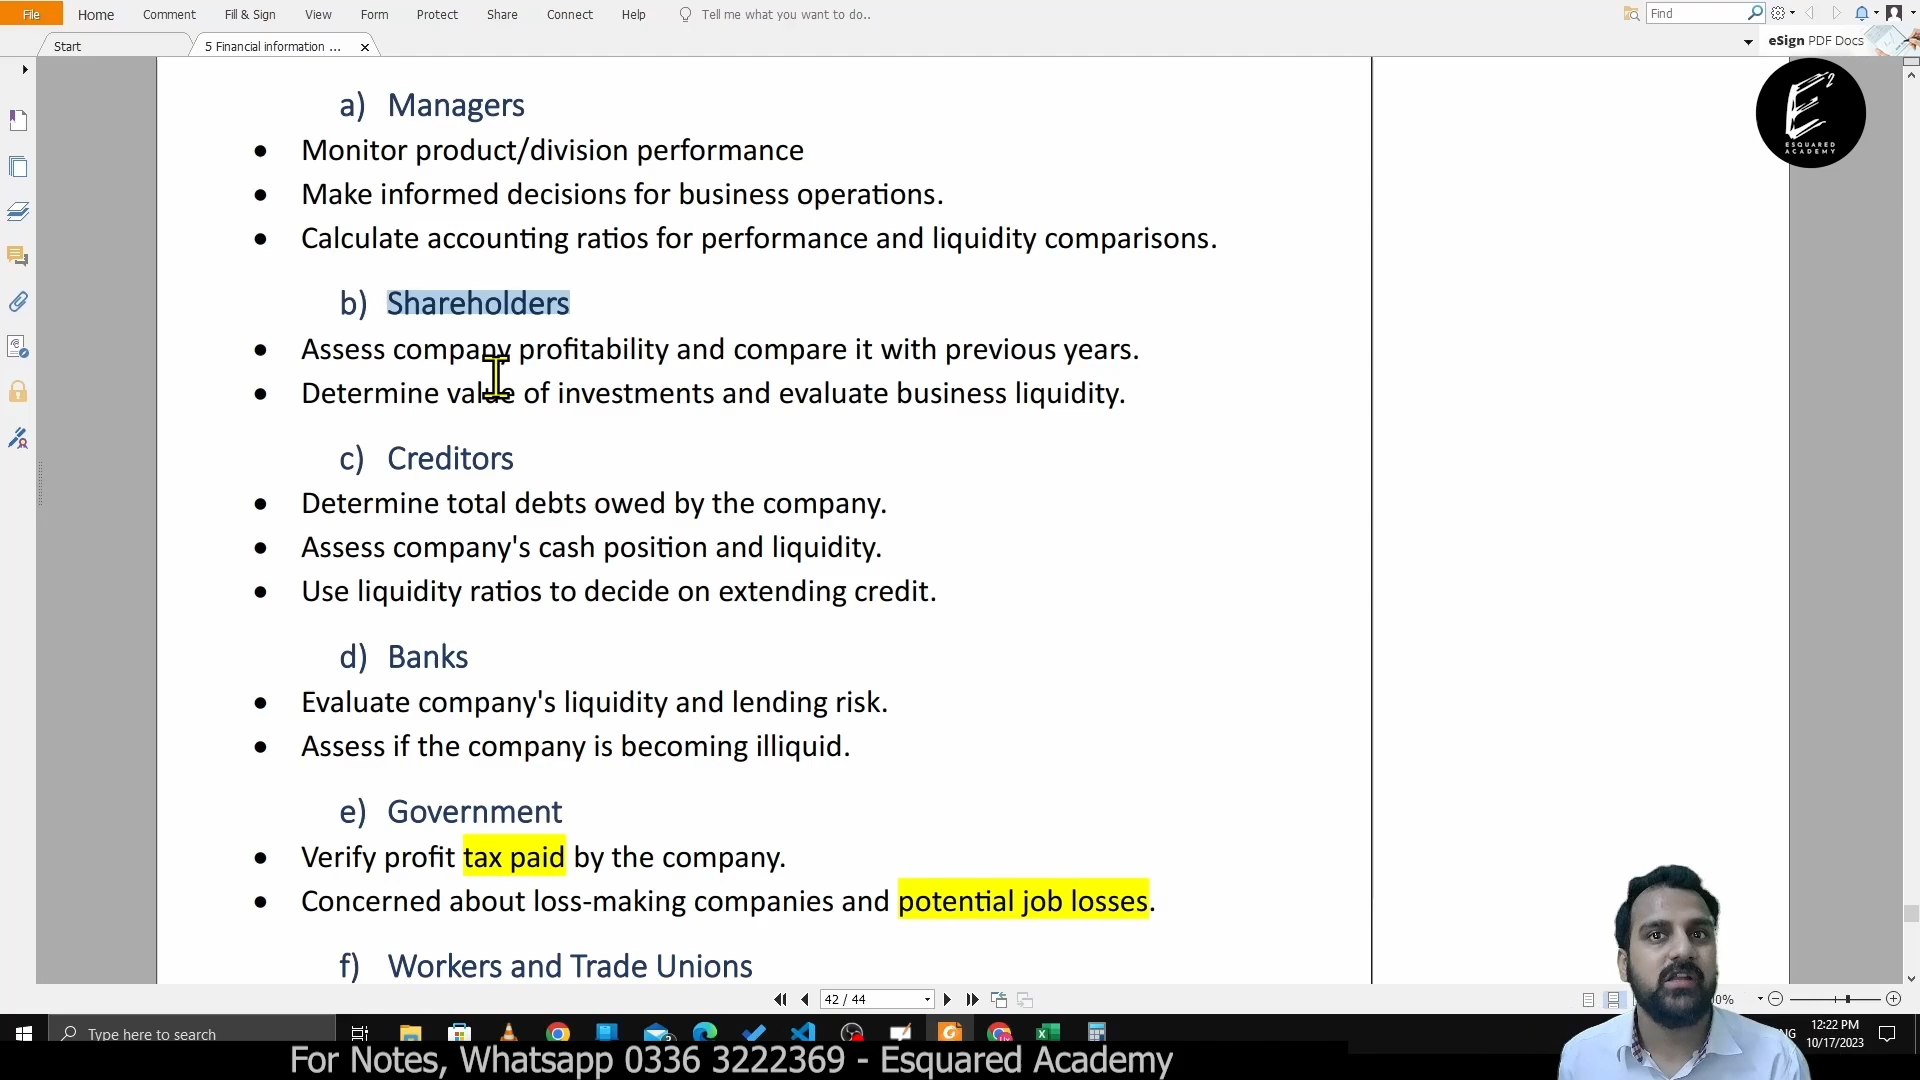 File Home Comment Fill & Sign View Form Protect Share Connect Help Tell me what you want to do.. Find
Start 5 Financial information ... eSign PDF Docs
a) Managers
• Monitor product/division performance
• Make informed decisions for business operations.
• Calculate accounting ratios for performance and liquidity comparisons.
b) Shareholders
• Assess company profitability and compare it with previous years.
• Determine value of investments and evaluate business liquidity.
c) Creditors
• Determine total debts owed by the company.
• Assess company's cash position and liquidity.
• Use liquidity ratios to decide on extending credit.
d) Banks
• Evaluate company's liquidity and lending risk.
• Assess if the company is becoming illiquid.
e) Government
• Verify profit tax paid by the company.
• Concerned about loss-making companies and potential job losses.
f) Workers and Trade Unions
E2
ESQUARED
ACADEMY
42 / 44
Type here to search
12:22 PM
10/17/2023
For Notes, Whatsapp 0336 3222369 - Esquared Academy